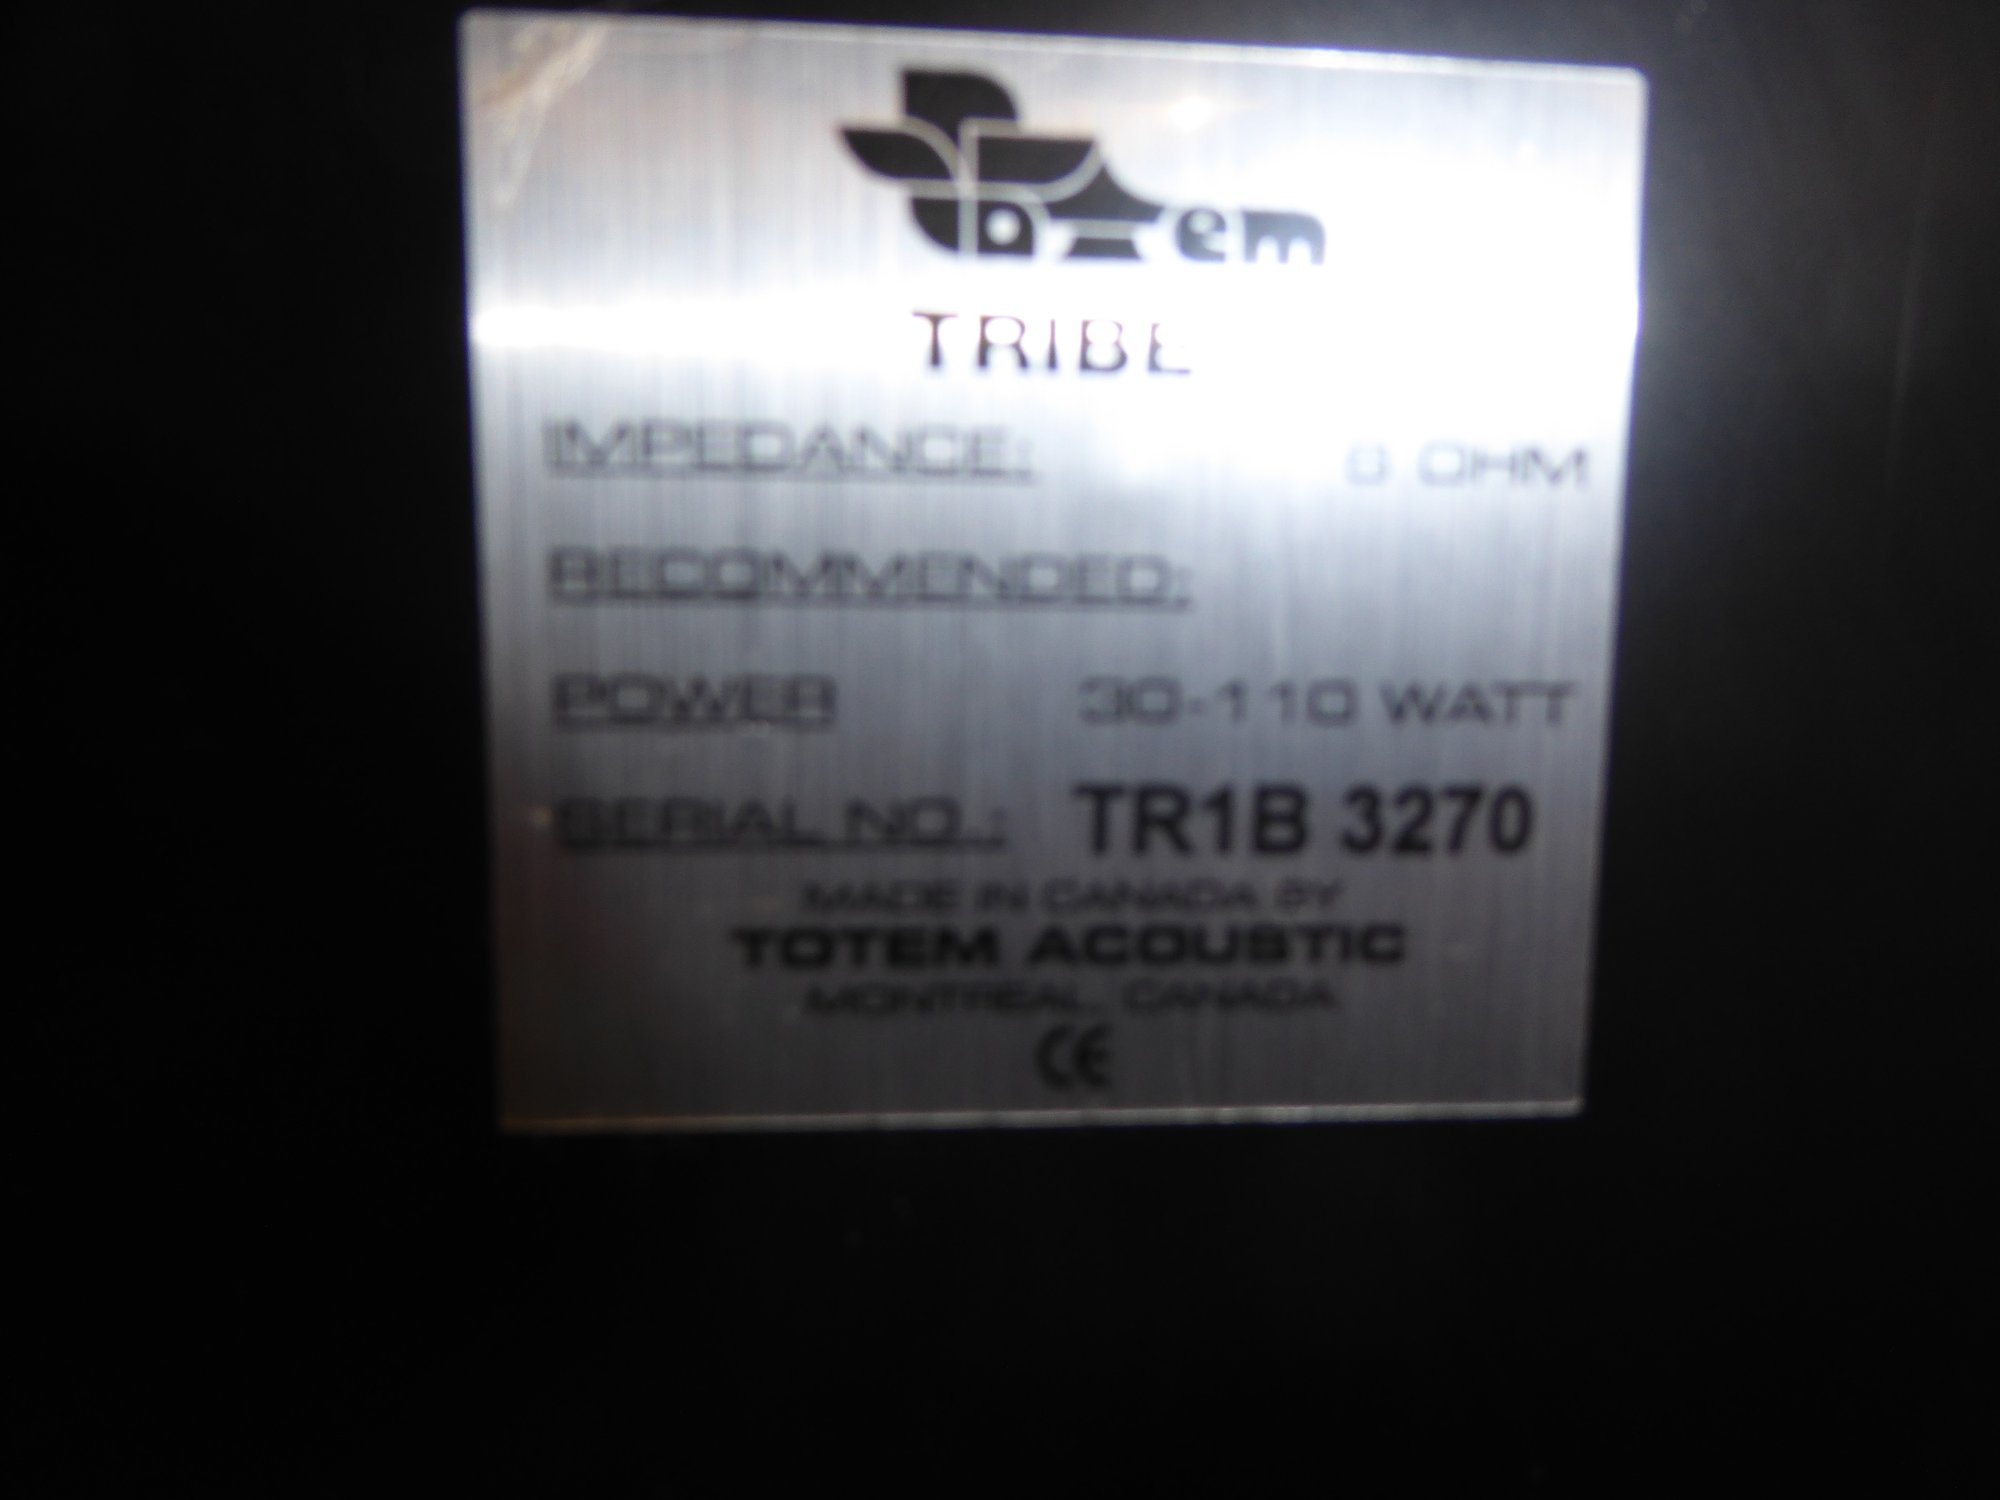 Totem
TRIBE
IMPEDANCE: 8 OHM
RECOMMENDED:
POWER 30-110 WATT
SERIAL NO.: TR1B 3270
MADE IN CANADA BY
TOTEM ACOUSTIC
MONTREAL, CANADA
CE